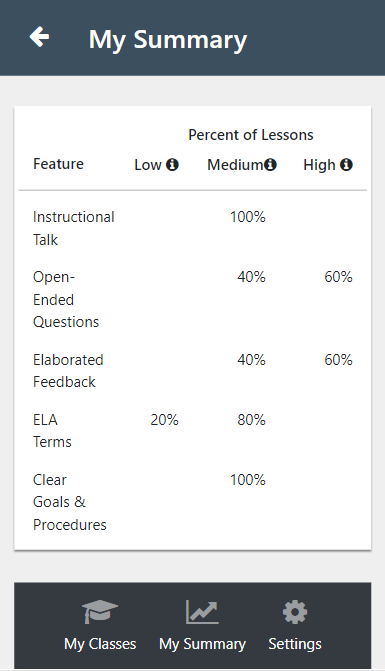 My Summary
Percent of Lessons
Feature Low Medium High
Instructional 100%
Talk
Open- 40% 60%
Ended
Questions
Elaborated 40% 60%
Feedback
ELA 20% 80%
Terms
Clear 100%
Goals &
Procedures
My Classes My Summary Settings